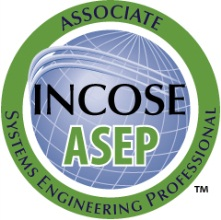 ASSOCIATE
INCOSE
ASEP
SYSTEMS ENGINEERING PROFESSIONAL
TM